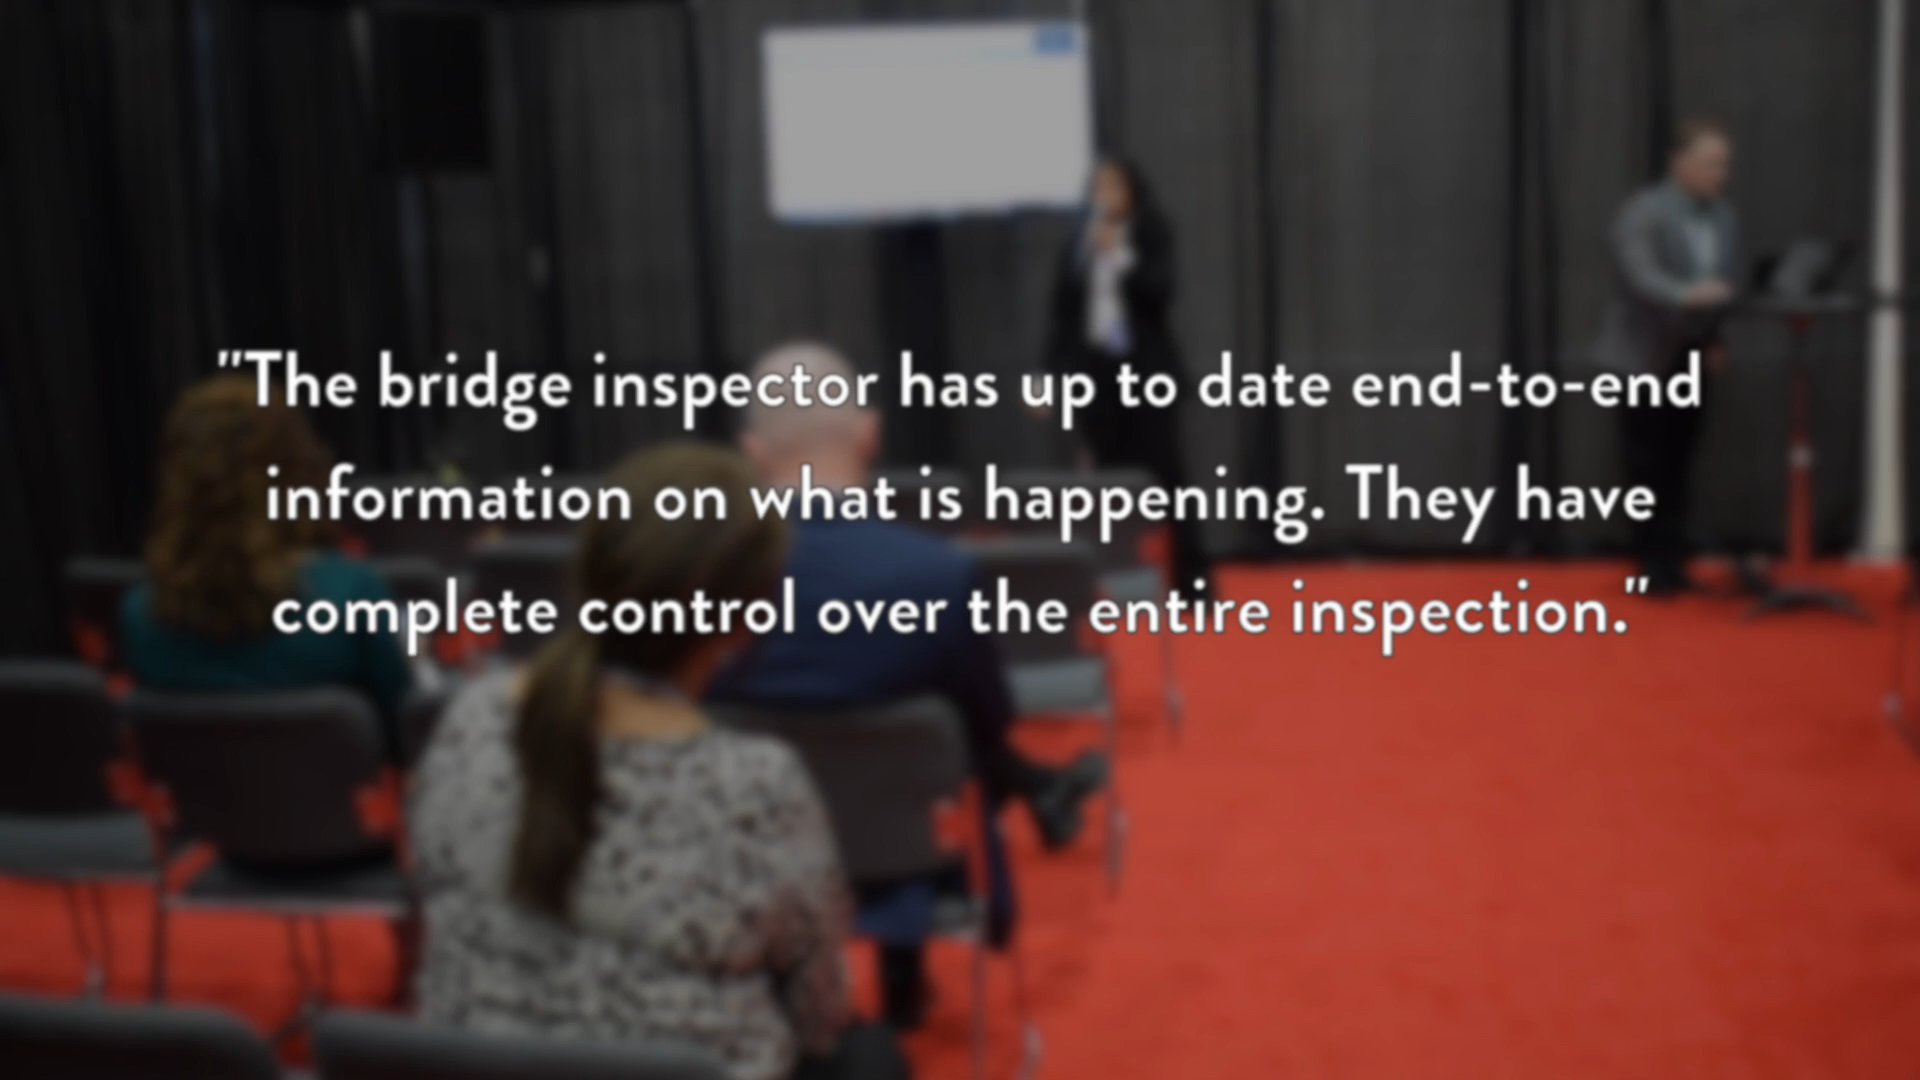 "The bridge inspector has up to date end-to-end
information on what is happening. They have
complete control over the entire inspection."